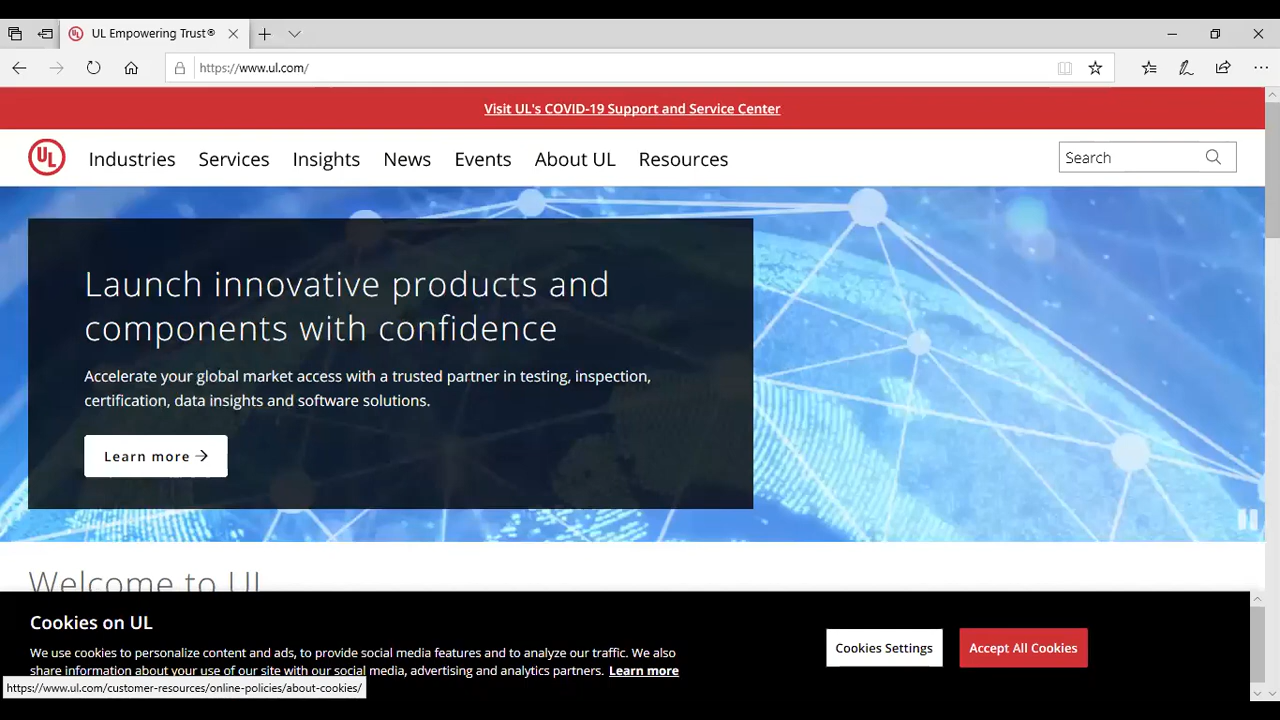 UL Empowering Trust®
https://www.ul.com/
Visit UL's COVID-19 Support and Service Center
UL
Industries
Services
Insights
News
Events
About UL
Resources
Search
Launch innovative products and
components with confidence
Accelerate your global market access with a trusted partner in testing, inspection,
certification, data insights and software solutions.
Learn more →
Welcome to UL
Cookies on UL
We use cookies to personalize content and ads, to provide social media features and to analyze our traffic. We also
share information about your use of our site with our social media, advertising and analytics partners. Learn more
Cookies Settings
Accept All Cookies
https://www.ul.com/customer-resources/online-policies/about-cookies/